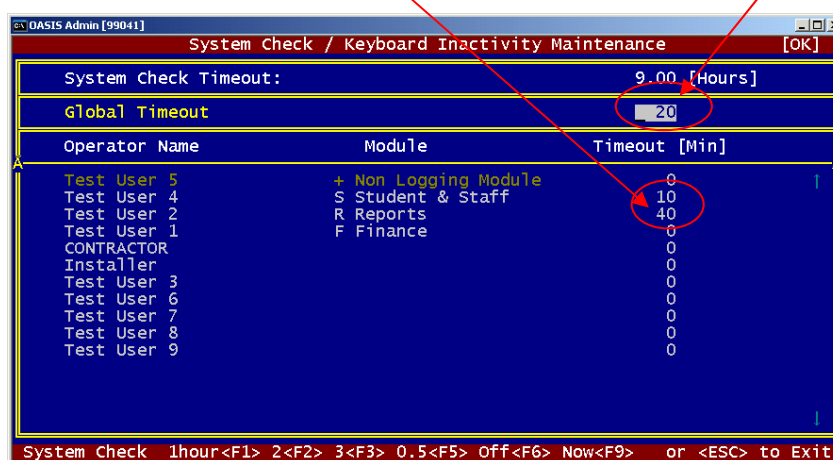 OASIS Admin [99041]
System Check / Keyboard Inactivity Maintenance [OK]
System Check Timeout: 9.00 [Hours]
Global Timeout 20
Operator Name Module Timeout [Min]
A
Test User 5 + Non Logging Module 0
Test User 4 S Student & Staff 10
Test User 2 R Reports 40
Test User 1 F Finance 0
CONTRACTOR 0
Installer 0
Test User 3 0
Test User 6 0
Test User 7 0
Test User 8 0
Test User 9 0
System Check 1hour<F1> 2<F2> 3<F3> 0.5<F5> Off<F6> Now<F9> or <ESC> to Exit